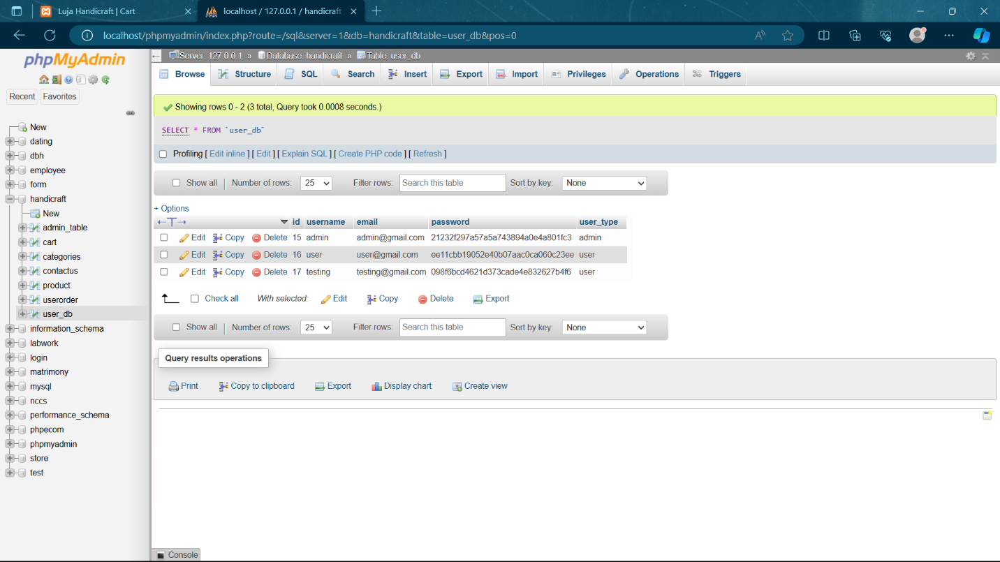 Luja Handicraft | Cart
localhost / 127.0.0.1 / handicraft
localhost/phpmyadmin/index.php?route=/sql&server=1&db=handicraft&table=user_db&pos=0
phpMyAdmin
Recent Favorites
New
dating
dbh
employee
form
handicraft
New
admin_table
cart
categories
contactus
product
userorder
user_db
information_schema
labwork
login
matrimony
mysql
nccs
performance_schema
phpecom
phpmyadmin
store
test
Server: 127.0.0.1 » Database: handicraft » Table: user_db
Browse Structure SQL Search Insert Export Import Privileges Operations Triggers
Showing rows 0 - 2 (3 total, Query took 0.0008 seconds.)
SELECT * FROM `user_db`
Profiling [ Edit inline ] [ Edit ] [ Explain SQL ] [ Create PHP code ] [ Refresh ]
Show all | Number of rows: 25 Filter rows: Search this table Sort by key: None
+ Options
←T→ id username email password user_type
Edit Copy Delete 15 admin admin@gmail.com 21232f297a57a5a743894a0e4a801fc3 admin
Edit Copy Delete 16 user user@gmail.com ee11cbb19052e40b07aac0ca060c23ee user
Edit Copy Delete 17 testing testing@gmail.com 098f6bcd4621d373cade4e832627b4f6 user
Check all With selected: Edit Copy Delete Export
Show all | Number of rows: 25 Filter rows: Search this table Sort by key: None
Query results operations
Print Copy to clipboard Export Display chart Create view
Console